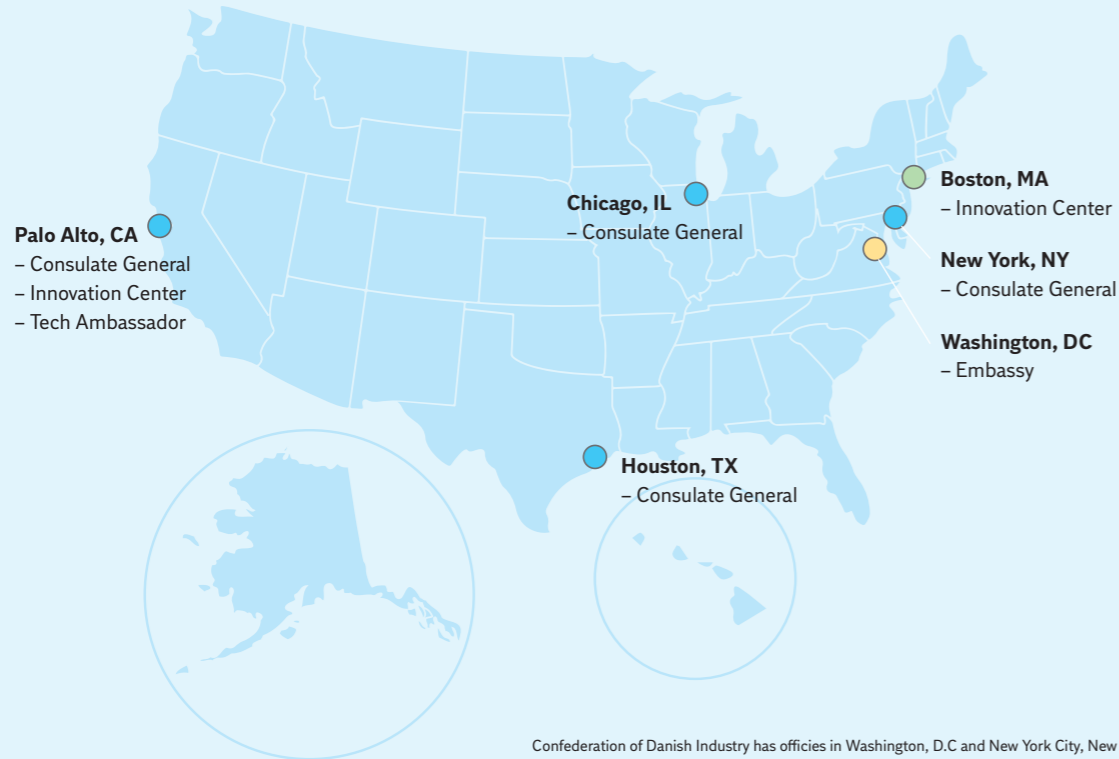 Palo Alto, CA
– Consulate General
– Innovation Center
– Tech Ambassador
Chicago, IL
– Consulate General
Boston, MA
– Innovation Center
New York, NY
– Consulate General
Washington, DC
– Embassy
Houston, TX
– Consulate General
Confederation of Danish Industry has officies in Washington, D.C and New York City, New